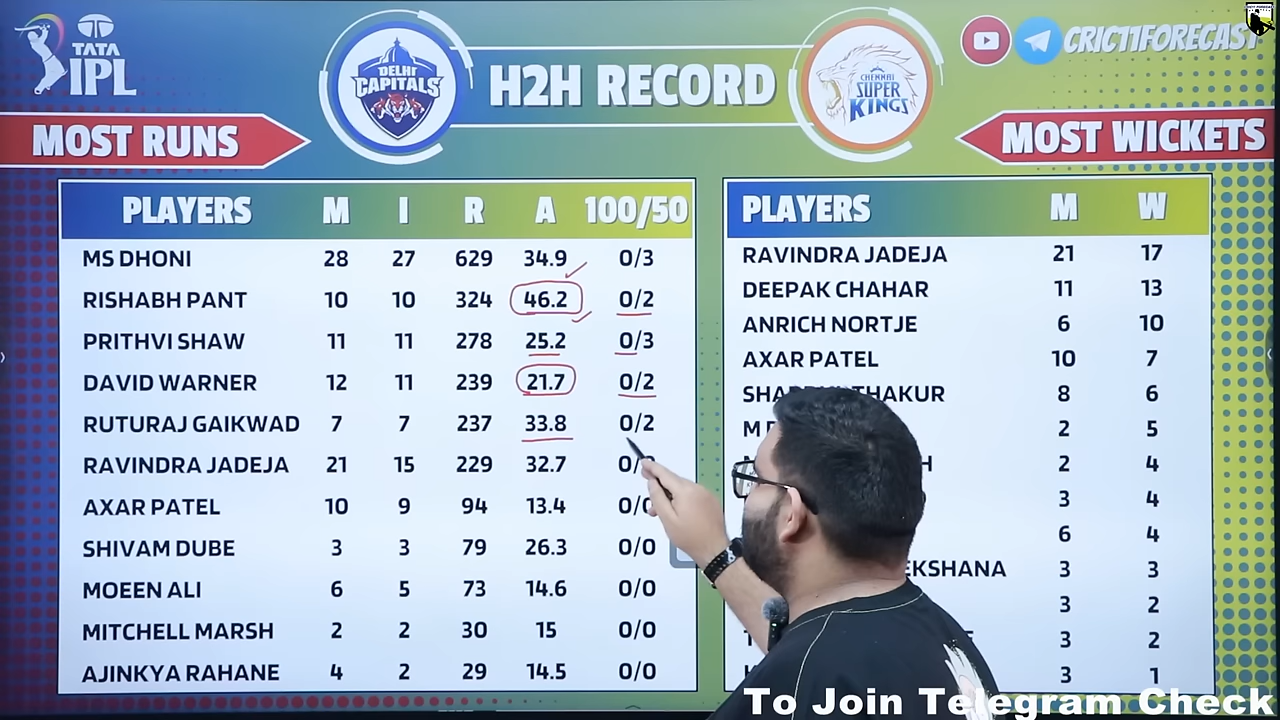 TATA
IPL
DELHI
CAPITALS
H2H RECORD
CHENNAI
SUPER
KINGS
CRIC11FORECAST
MOST RUNS
MOST WICKETS
PLAYERS M I R A 100/50
MS DHONI 28 27 629 34.9 0/3
RISHABH PANT 10 10 324 46.2 0/2
PRITHVI SHAW 11 11 278 25.2 0/3
DAVID WARNER 12 11 239 21.7 0/2
RUTURAJ GAIKWAD 7 7 237 33.8 0/2
RAVINDRA JADEJA 21 15 229 32.7
AXAR PATEL 10 9 94 13.4
SHIVAM DUBE 3 3 79 26.3 0/0
MOEEN ALI 6 5 73 14.6 0/0
MITCHELL MARSH 2 2 30 15 0/0
AJINKYA RAHANE 4 2 29 14.5 0/0
PLAYERS M W
RAVINDRA JADEJA 21 17
DEEPAK CHAHAR 11 13
ANRICH NORTJE 6 10
AXAR PATEL 10 7
THAKUR 8 6
2 5
2 4
3 4
6 4
3 3
3 2
3 2
3 1
To Join Telegram Check